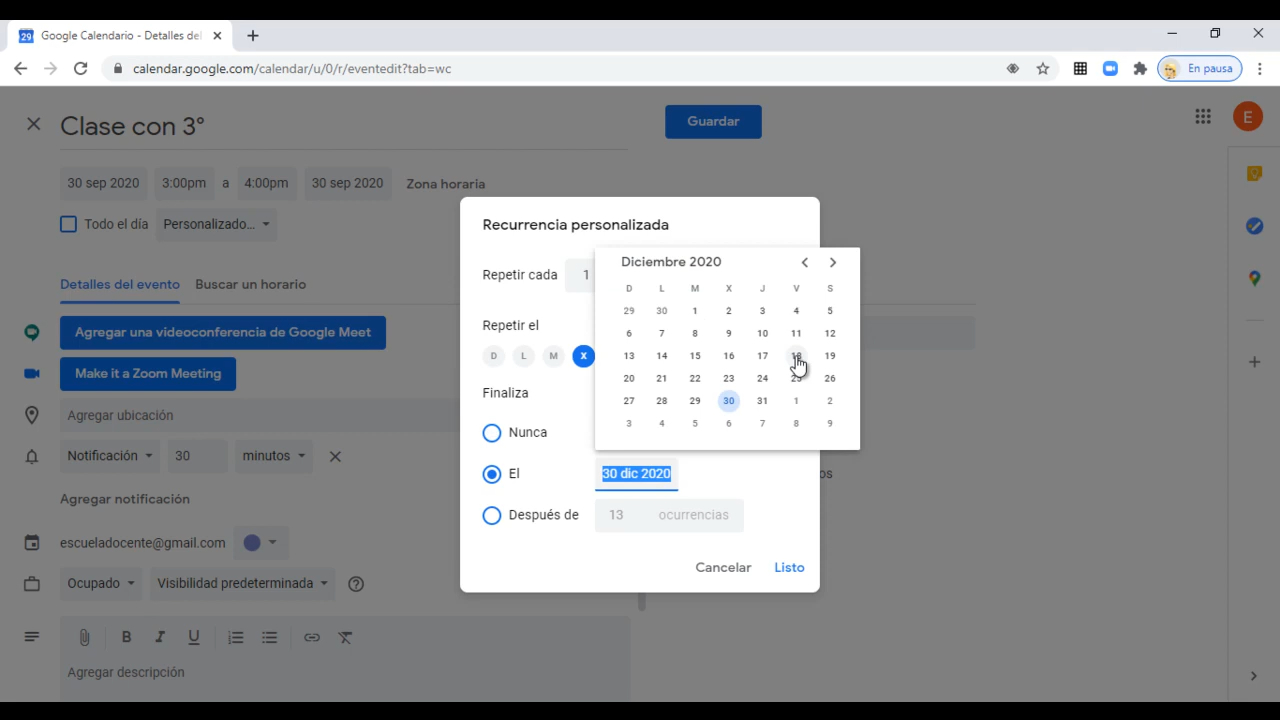 Google Calendario - Detalles del
calendar.google.com/calendar/u/0/r/eventedit?tab=wc
En pausa
Clase con 3°
Guardar
E
30 sep 2020 3:00pm a 4:00pm 30 sep 2020 Zona horaria
Todo el día Personalizado...
Detalles del evento Buscar un horario
Agregar una videoconferencia de Google Meet
Make it a Zoom Meeting
Agregar ubicación
Notificación 30 minutos
Agregar notificación
escueladocente@gmail.com
Ocupado Visibilidad predeterminada
B I U
Agregar descripción
Recurrencia personalizada
Repetir cada 1
Repetir el
D L M X
Finaliza
Nunca
El 30 dic 2020
Después de 13 ocurrencias
Cancelar Listo
Diciembre 2020
D L M X J V S
29 30 1 2 3 4 5
6 7 8 9 10 11 12
13 14 15 16 17 18 19
20 21 22 23 24 25 26
27 28 29 30 31 1 2
3 4 5 6 7 8 9
os